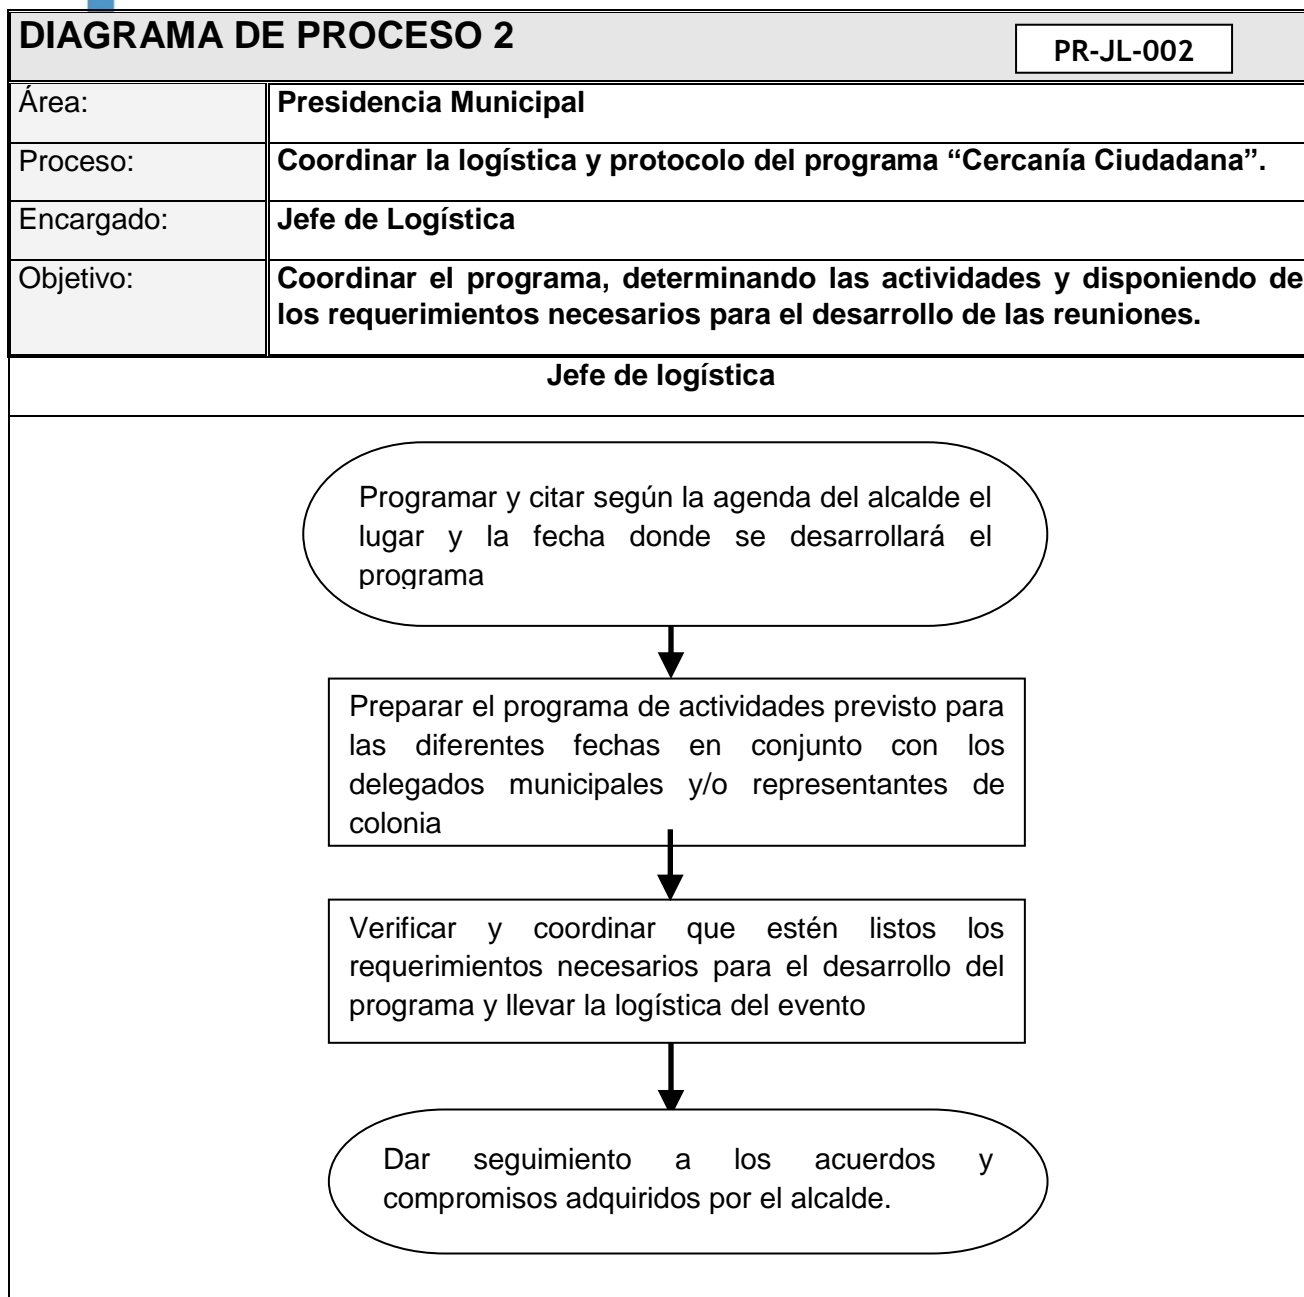 DIAGRAMA DE PROCESO 2
PR-JL-002
Área:
Presidencia Municipal
Proceso:
Coordinar la logística y protocolo del programa “Cercanía Ciudadana”.
Encargado:
Jefe de Logística
Objetivo:
Coordinar el programa, determinando las actividades y disponiendo de
los requerimientos necesarios para el desarrollo de las reuniones.
Jefe de logística
Programar y citar según la agenda del alcalde el
lugar y la fecha donde se desarrollará el
programa
Preparar el programa de actividades previsto para
las diferentes fechas en conjunto con los
delegados municipales y/o representantes de
colonia
Verificar y coordinar que estén listos los
requerimientos necesarios para el desarrollo del
programa y llevar la logística del evento
Dar seguimiento a los acuerdos y
compromisos adquiridos por el alcalde.